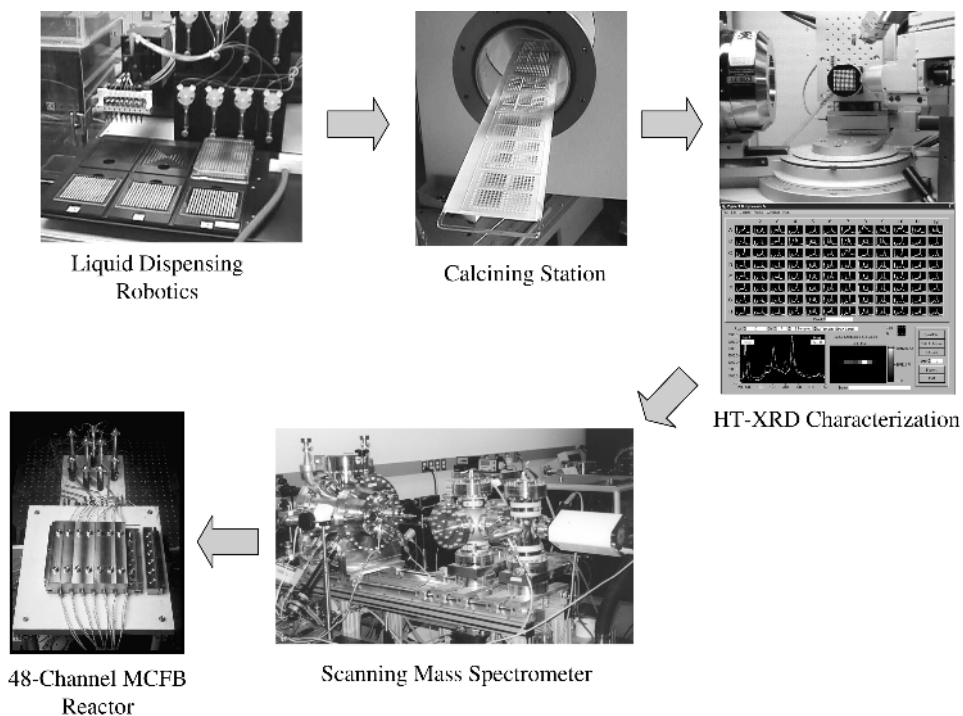 Liquid Dispensing
Robotics
Calcining Station
HT-XRD Characterization
Scanning Mass Spectrometer
48-Channel MCFB
Reactor